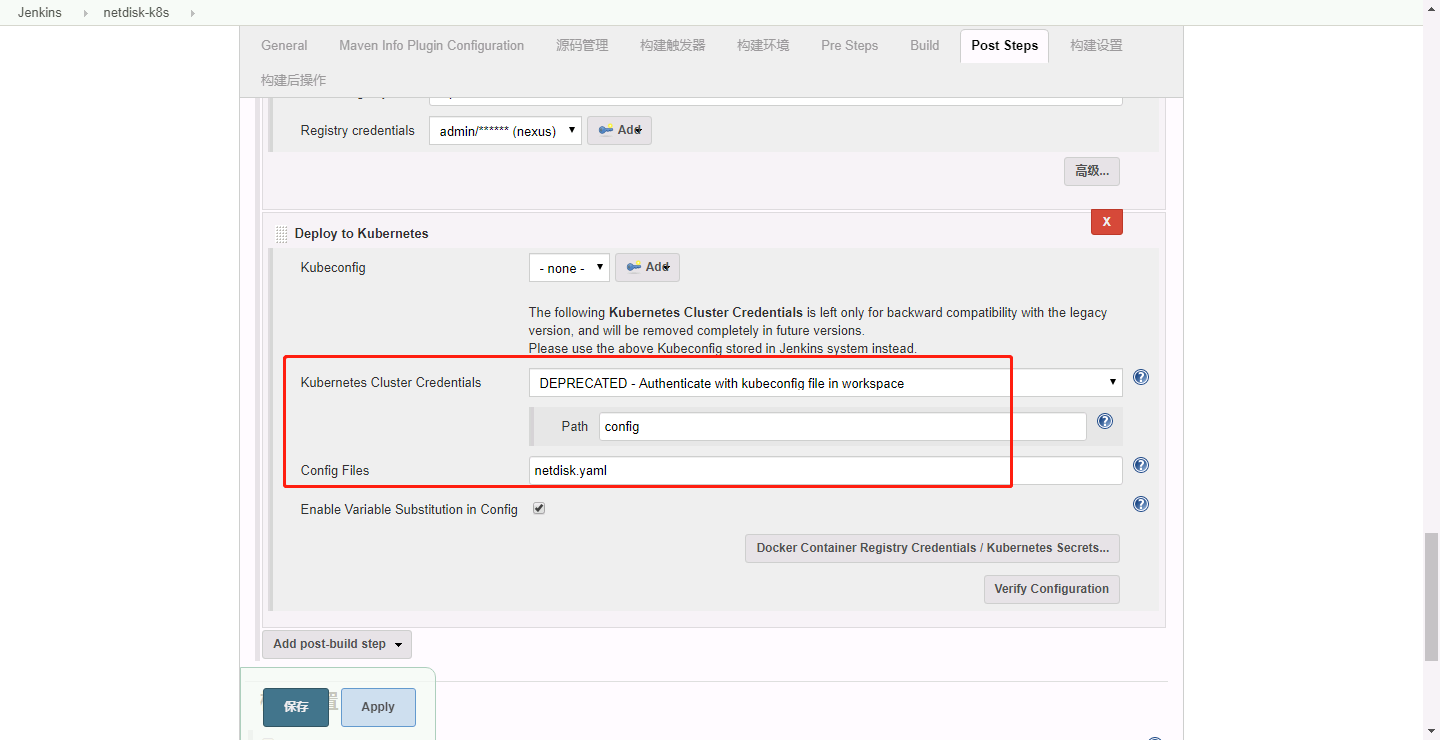 Jenkins netdisk-k8s
General Maven Info Plugin Configuration 源码管理 构建触发器 构建环境 Pre Steps Build Post Steps 构建设置
构建后操作
Registry credentials admin/****** (nexus) Add
高级...
X
Deploy to Kubernetes
Kubeconfig - none - Add
The following Kubernetes Cluster Credentials is left only for backward compatibility with the legacy
version, and will be removed completely in future versions.
Please use the above Kubeconfig stored in Jenkins system instead.
Kubernetes Cluster Credentials DEPRECATED - Authenticate with kubeconfig file in workspace
Path config
Config Files netdisk.yaml
Enable Variable Substitution in Config
Docker Container Registry Credentials / Kubernetes Secrets...
Verify Configuration
Add post-build step
保存 Apply